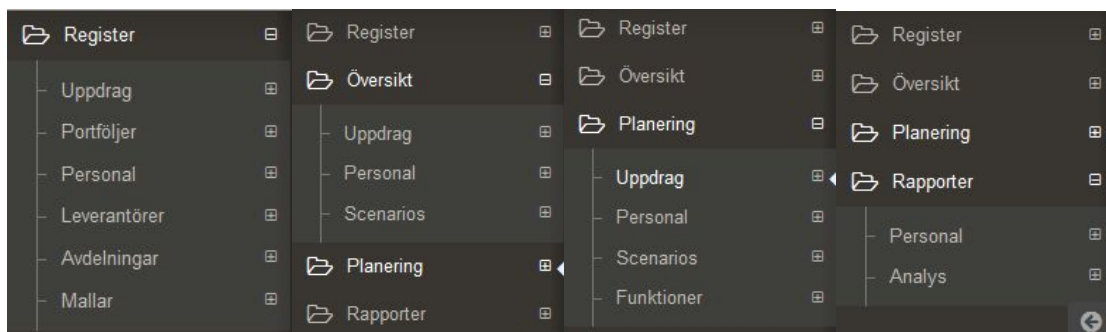 Register
Uppdrag
Portföljer
Personal
Leverantörer
Avdelningar
Mallar
Register
Översikt
Uppdrag
Personal
Scenarios
Planering
Rapporter
Register
Översikt
Planering
Uppdrag
Personal
Scenarios
Funktioner
Register
Översikt
Planering
Rapporter
Personal
Analys